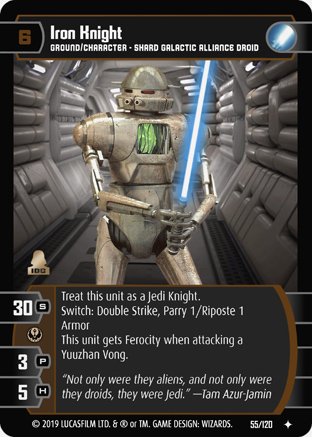 6
Iron Knight
GROUND/CHARACTER - SHARD GALACTIC ALLIANCE DROID
30 S
Treat this unit as a Jedi Knight.
Switch: Double Strike, Parry 1/Riposte 1
Armor
This unit gets Ferocity when attacking a
Yuuzhan Vong.
3 P
5 H
“Not only were they aliens, and not only were
they droids, they were Jedi.” —Iam Azur-Jamin
© 2019 LUCASFILM LTD. & ® or TM. GAME DESIGN: WIZARDS.
55/120